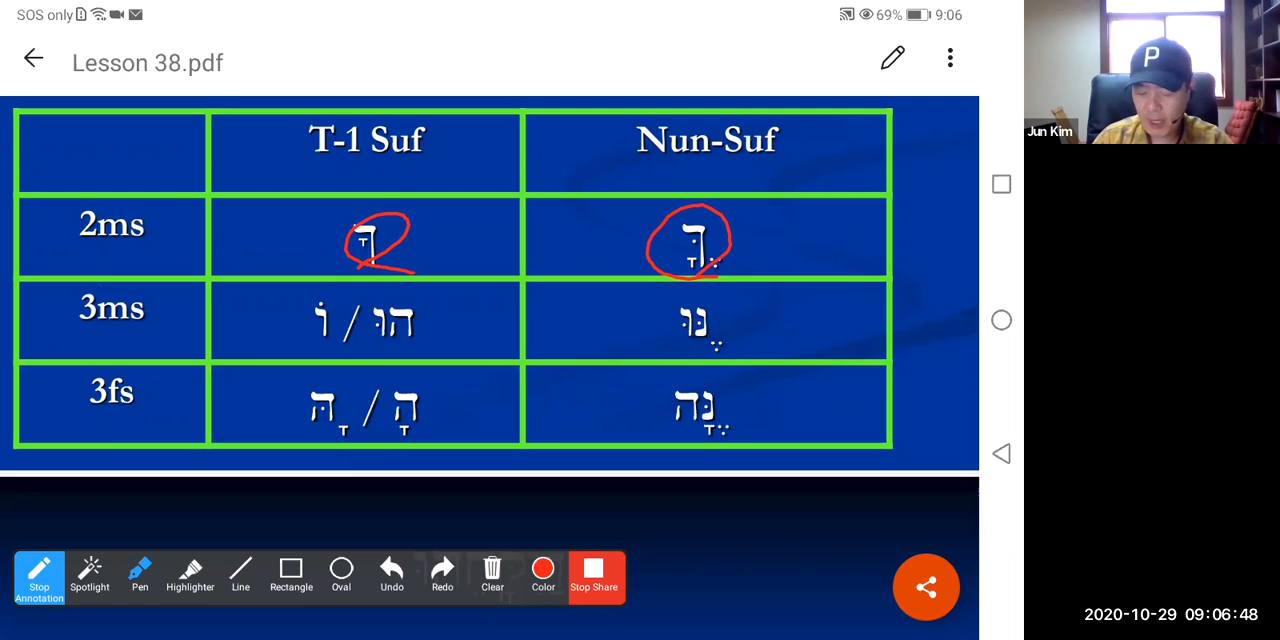 SOS only 69% 9:06
Lesson 38.pdf
T-1 Suf Nun-Suf
2ms ךָ ֶךָּ
3ms הוּ / וֹ ֶנּוּ
3fs הָ / ָהּ ֶנָּה
Stop Annotation Spotlight Pen Highlighter Line Rectangle Oval Undo Redo Clear Color Stop Share
P
Jun Kim
2020-10-29 09:06:48